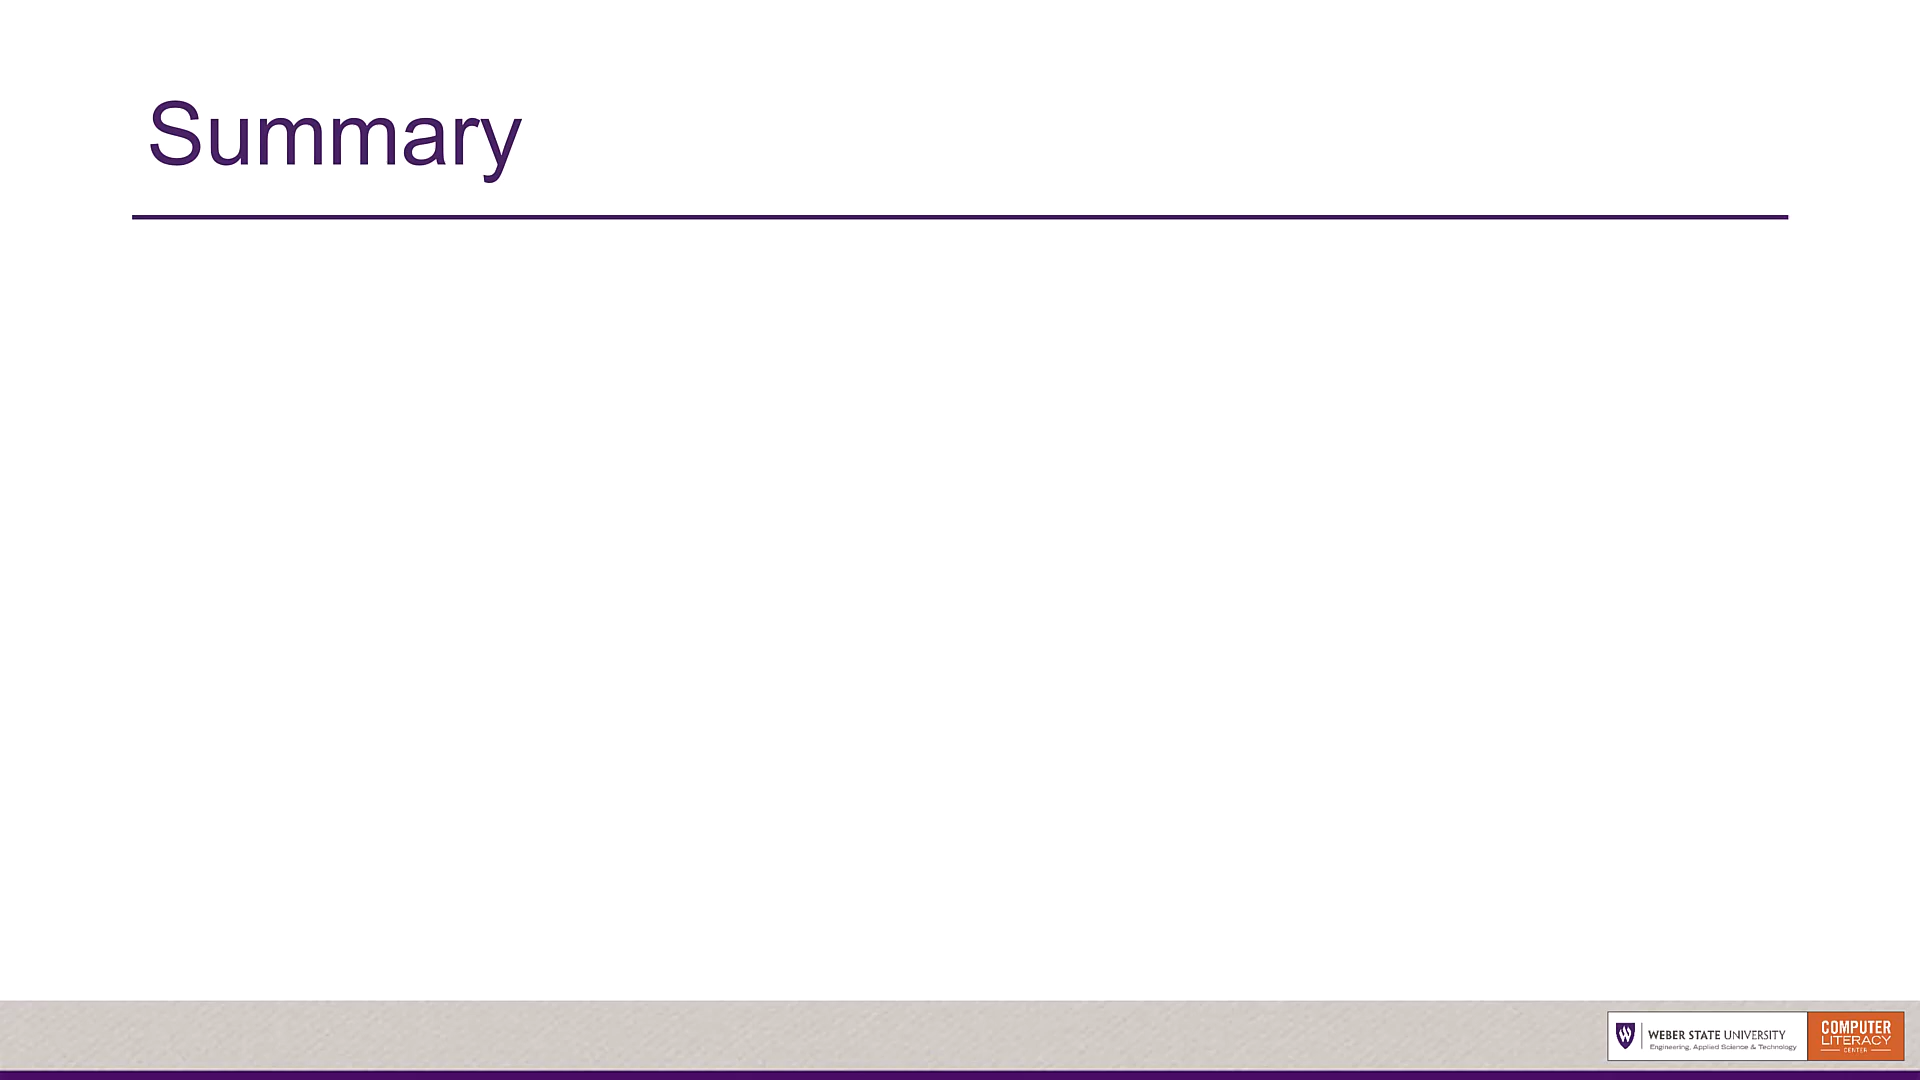 Summary
WEBER STATE UNIVERSITY
Engineering, Applied Science & Technology
COMPUTER
LITERACY
CENTER